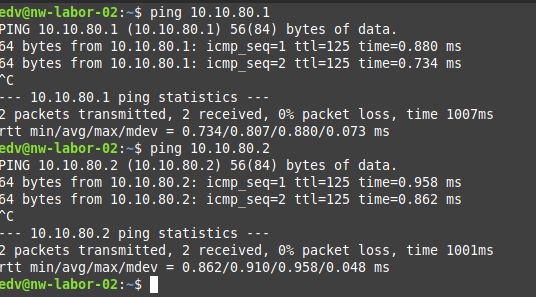 edv@nw-labor-02:~$ ping 10.10.80.1
PING 10.10.80.1 (10.10.80.1) 56(84) bytes of data.
64 bytes from 10.10.80.1: icmp_seq=1 ttl=125 time=0.880 ms
64 bytes from 10.10.80.1: icmp_seq=2 ttl=125 time=0.734 ms
^C
--- 10.10.80.1 ping statistics ---
2 packets transmitted, 2 received, 0% packet loss, time 1007ms
rtt min/avg/max/mdev = 0.734/0.807/0.880/0.073 ms
edv@nw-labor-02:~$ ping 10.10.80.2
PING 10.10.80.2 (10.10.80.2) 56(84) bytes of data.
64 bytes from 10.10.80.2: icmp_seq=1 ttl=125 time=0.958 ms
64 bytes from 10.10.80.2: icmp_seq=2 ttl=125 time=0.862 ms
^C
--- 10.10.80.2 ping statistics ---
2 packets transmitted, 2 received, 0% packet loss, time 1001ms
rtt min/avg/max/mdev = 0.862/0.910/0.958/0.048 ms
edv@nw-labor-02:~$